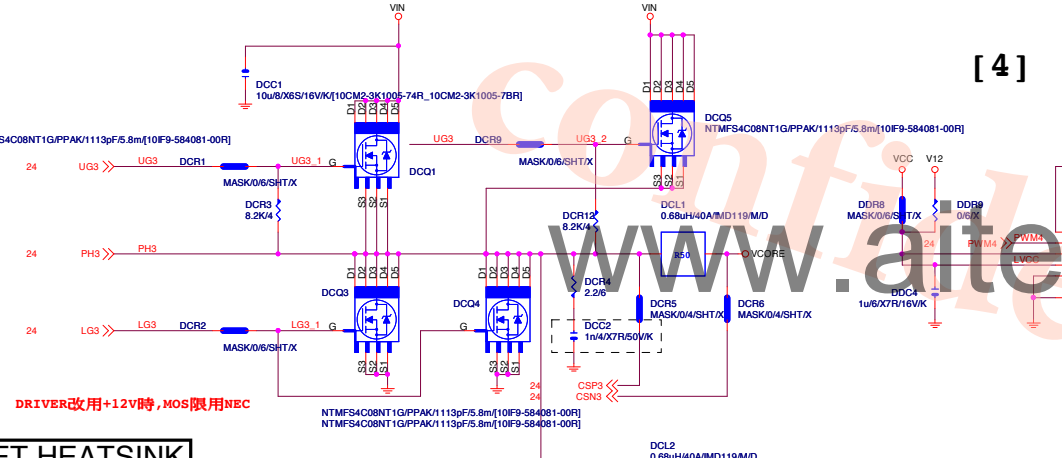 VIN
VIN
[4]
DCC1
10u/8/X6S/16V/K/[10CM2-3K1005-74R_10CM2-3K1005-7BR]
D1 D2 D3 D4 D5
D1 D2 D3 D4 D5
DCQ5
NTMFS4C08NT1G/PPAK/1113pF/5.8m/[10IF9-584081-00R]
S4C08NT1G/PPAK/1113pF/5.8m/[10IF9-584081-00R]
24 UG3 UG3 DCR1 UG3_1 G
MASK/0/6/SHT/X
DCQ1
UG3 DCR9 UG3_2 G
MASK/0/6/SHT/X
S3 S2 S1
S3 S2 S1
DCR3
8.2K/4
DCR12
8.2K/4
DCL1
0.68uH/40A/IMD119/M/D
R50
VCORE
VCC V12
DDR8
MASK/0/6/SHT/X
DDR9
0/6/X
24 PWM4 PWM4
LVCC
DDC4
1u/6/X7R/16V/K
24 PH3 PH3
D1 D2 D3 D4 D5
D1 D2 D3 D4 D5
DCQ3
DCQ4
DCR4
2.2/6
DCR5
MASK/0/4/SHT/X
DCR6
MASK/0/4/SHT/X
24 LG3 LG3 DCR2 LG3_1 G
MASK/0/6/SHT/X
G
DCC2
1n/4/X7R/50V/K
S3 S2 S1
S3 S2 S1
24 CSP3
24 CSN3
DRIVER改用+12V時,MOS限用NEC
NTMFS4C08NT1G/PPAK/1113pF/5.8m/[10IF9-584081-00R]
NTMFS4C08NT1G/PPAK/1113pF/5.8m/[10IF9-584081-00R]
ET HEATSINK
DCL2
0.68uH/40A/IMD119/M/D
confide
www.aite